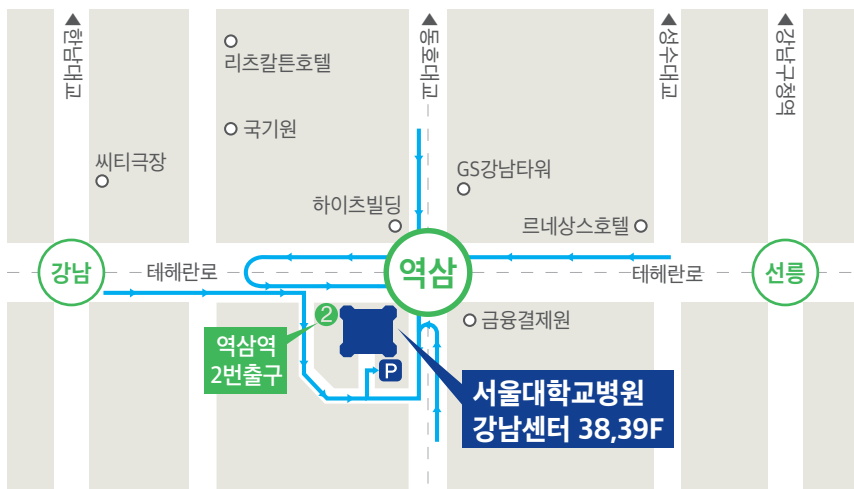 ◀한남대교
◀동호대교
◀성수대교
◀강남구청역
리츠칼튼호텔
국기원
씨티극장
GS강남타워
하이츠빌딩
르네상스호텔
강남
테헤란로
역삼
테헤란로
선릉
2
금융결제원
역삼역
2번출구
P
서울대학교병원
강남센터 38,39F